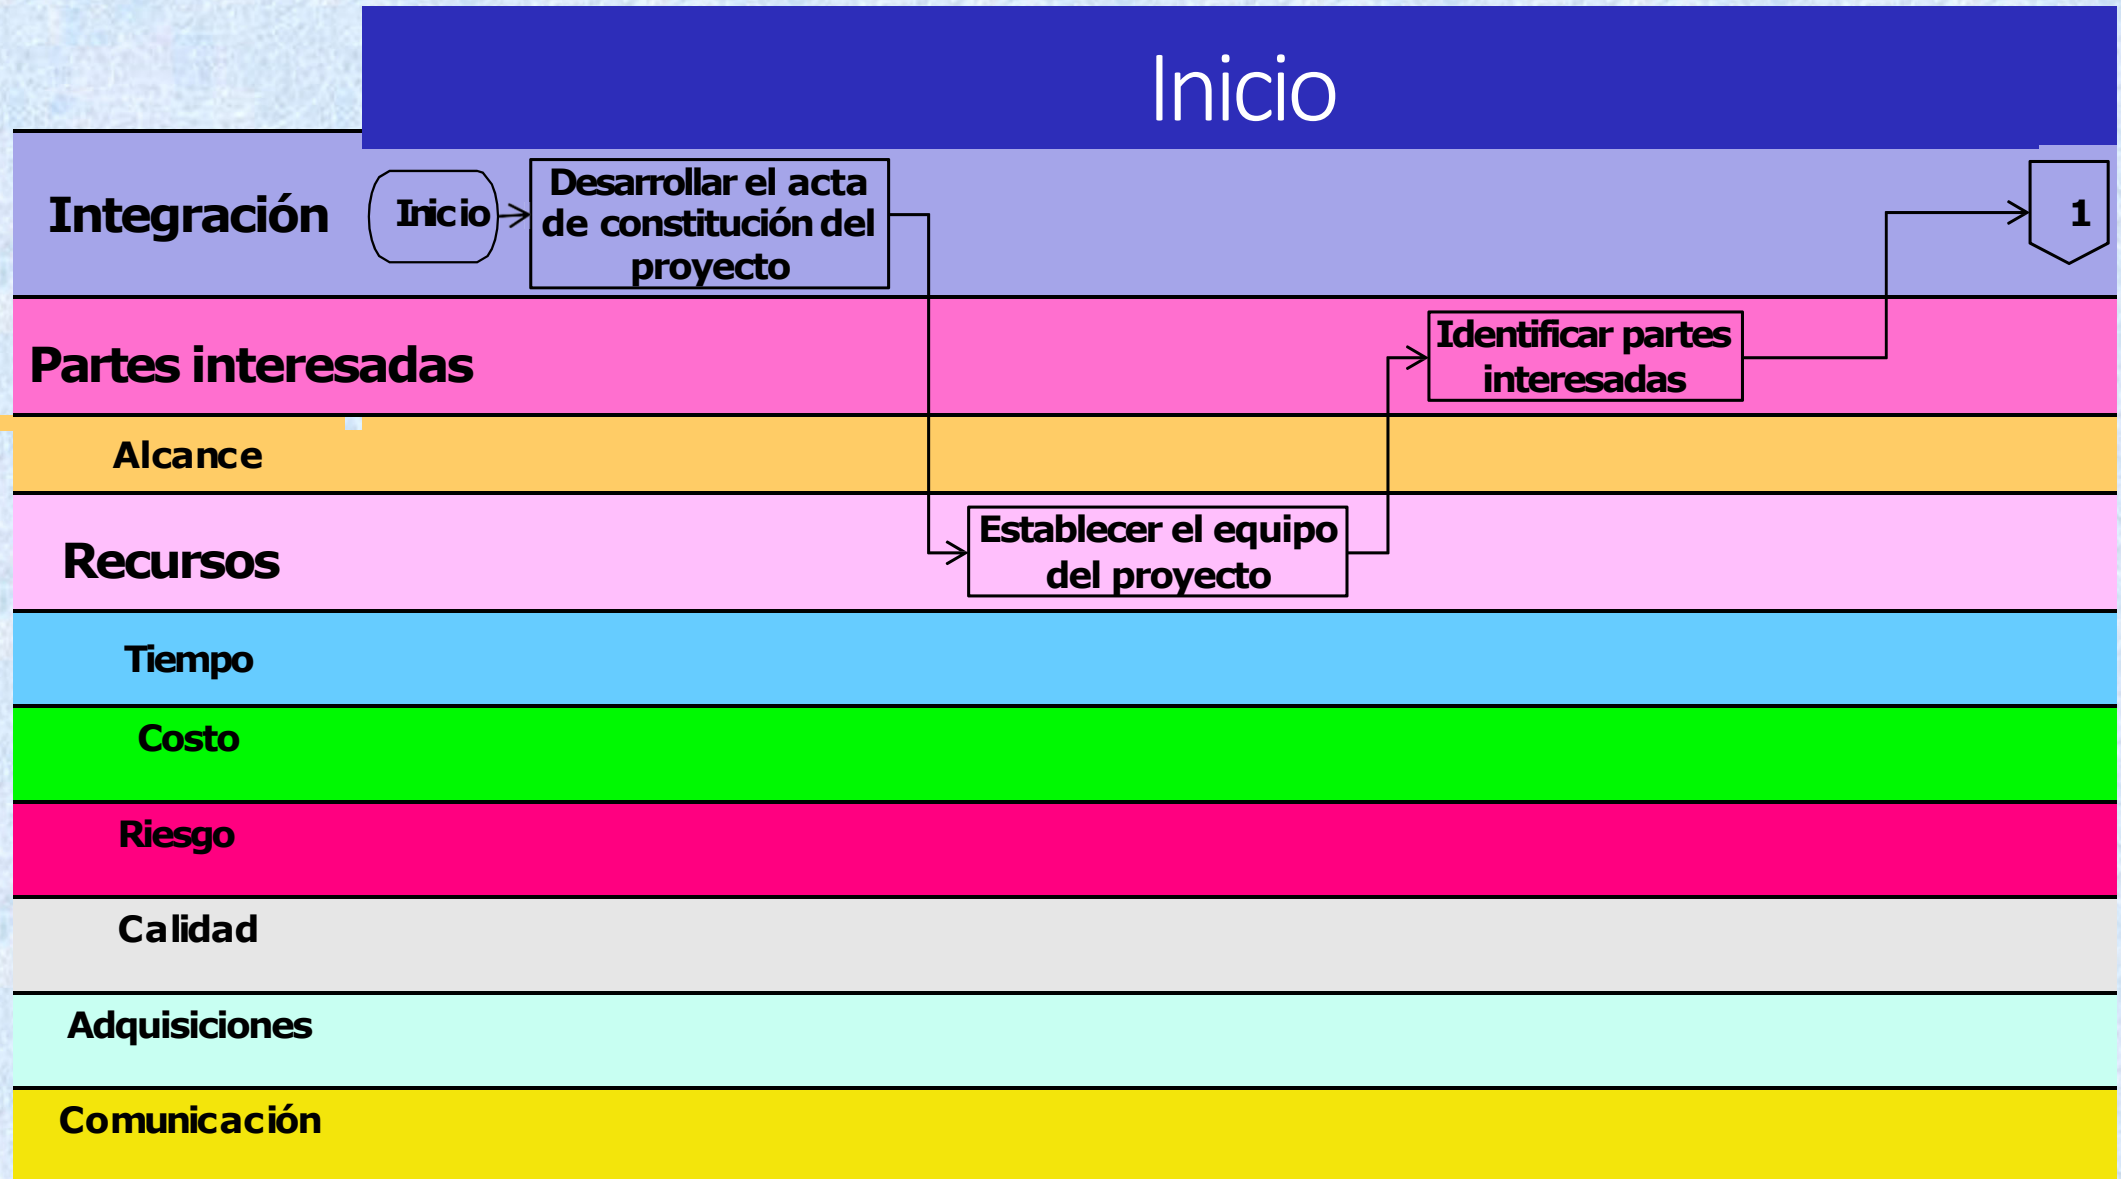 Inicio
Integración
Inicio
Desarrollar el acta
de constitución del
proyecto
1
Partes interesadas
Identificar partes
interesadas
Alcance
Recursos
Establecer el equipo
del proyecto
Tiempo
Costo
Riesgo
Calidad
Adquisiciones
Comunicación